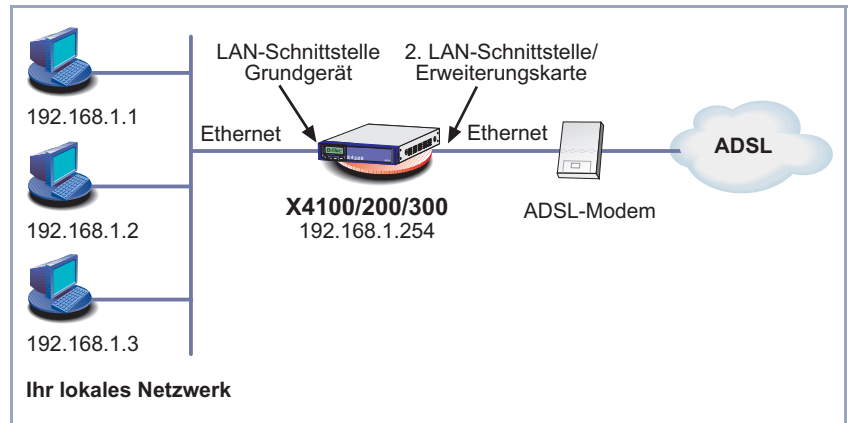 LAN-Schnittstelle
Grundgerät
2. LAN-Schnittstelle/
Erweiterungskarte
192.168.1.1
Ethernet
Ethernet
ADSL
X4100/200/300
192.168.1.254
ADSL-Modem
192.168.1.2
192.168.1.3
Ihr lokales Netzwerk